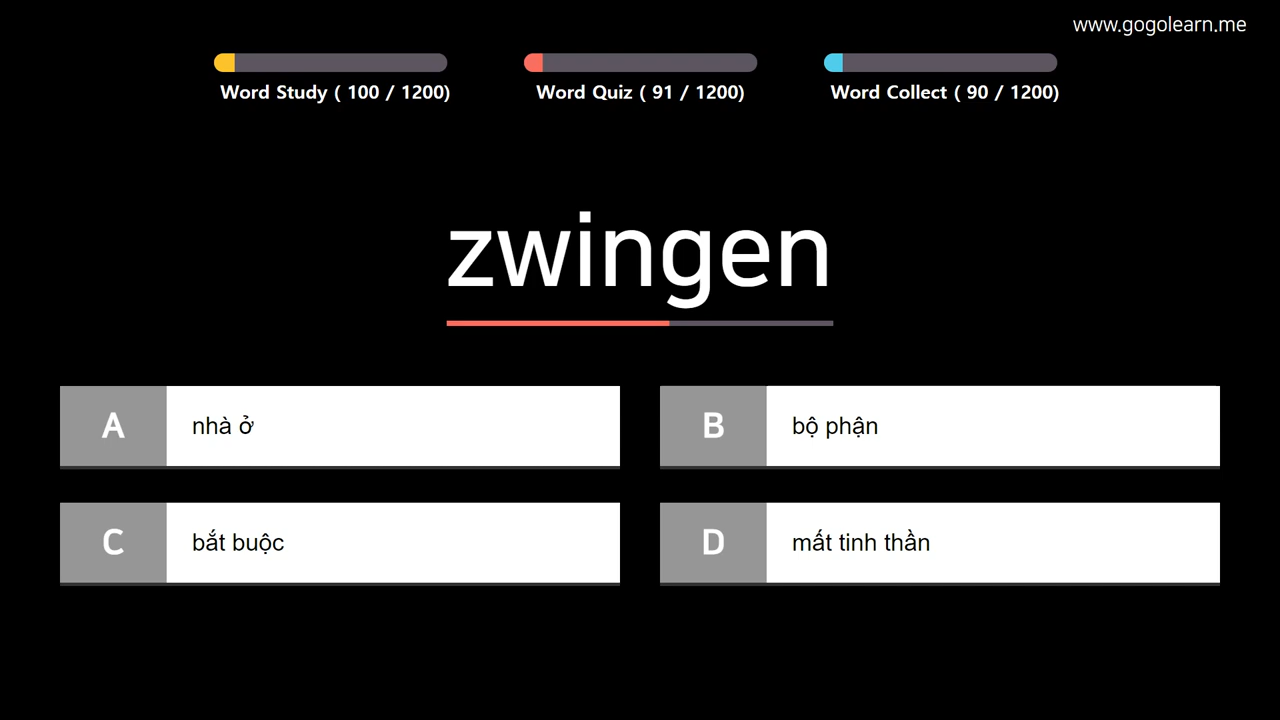 www.gogolearn.me
Word Study ( 100 / 1200)
Word Quiz ( 91 / 1200)
Word Collect ( 90 / 1200)
zwingen
A nhà ở
B bộ phận
C bắt buộc
D mất tinh thần